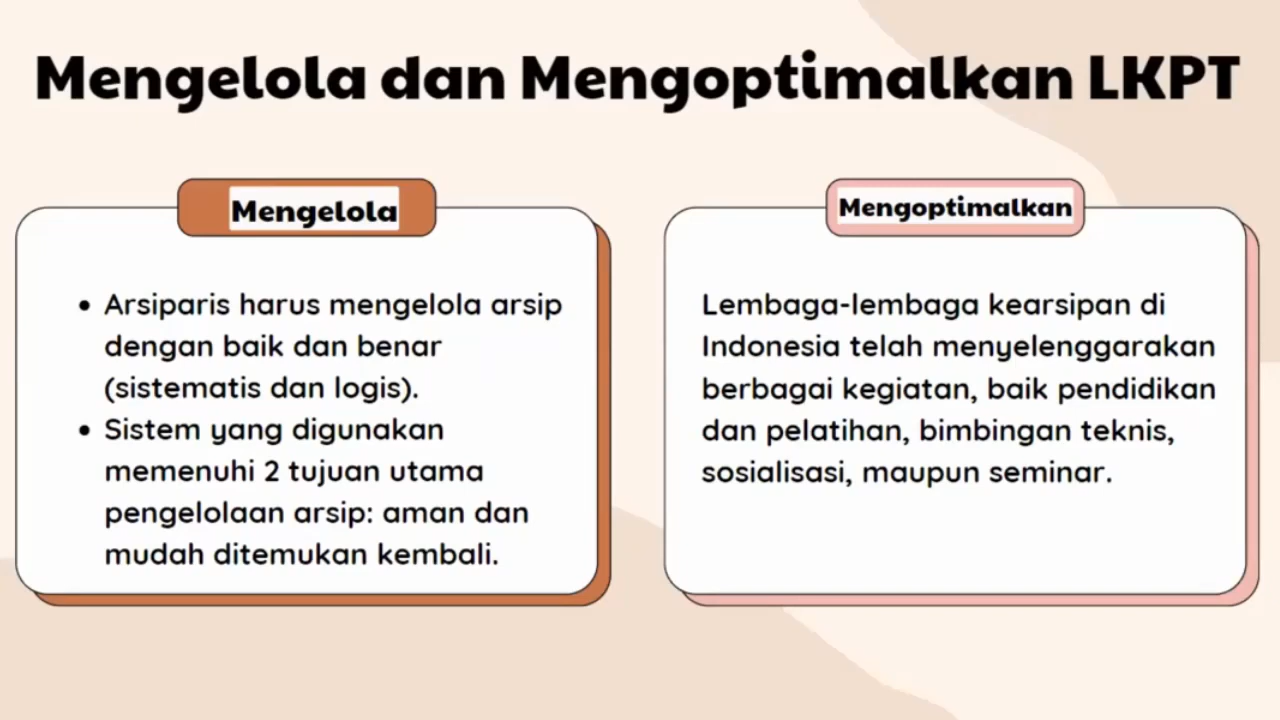 Mengelola dan Mengoptimalkan LKPT
Mengelola
• Arsiparis harus mengelola arsip
dengan baik dan benar
(sistematis dan logis).
• Sistem yang digunakan
memenuhi 2 tujuan utama
pengelolaan arsip: aman dan
mudah ditemukan kembali.
Mengoptimalkan
Lembaga-lembaga kearsipan di
Indonesia telah menyelenggarakan
berbagai kegiatan, baik pendidikan
dan pelatihan, bimbingan teknis,
sosialisasi, maupun seminar.